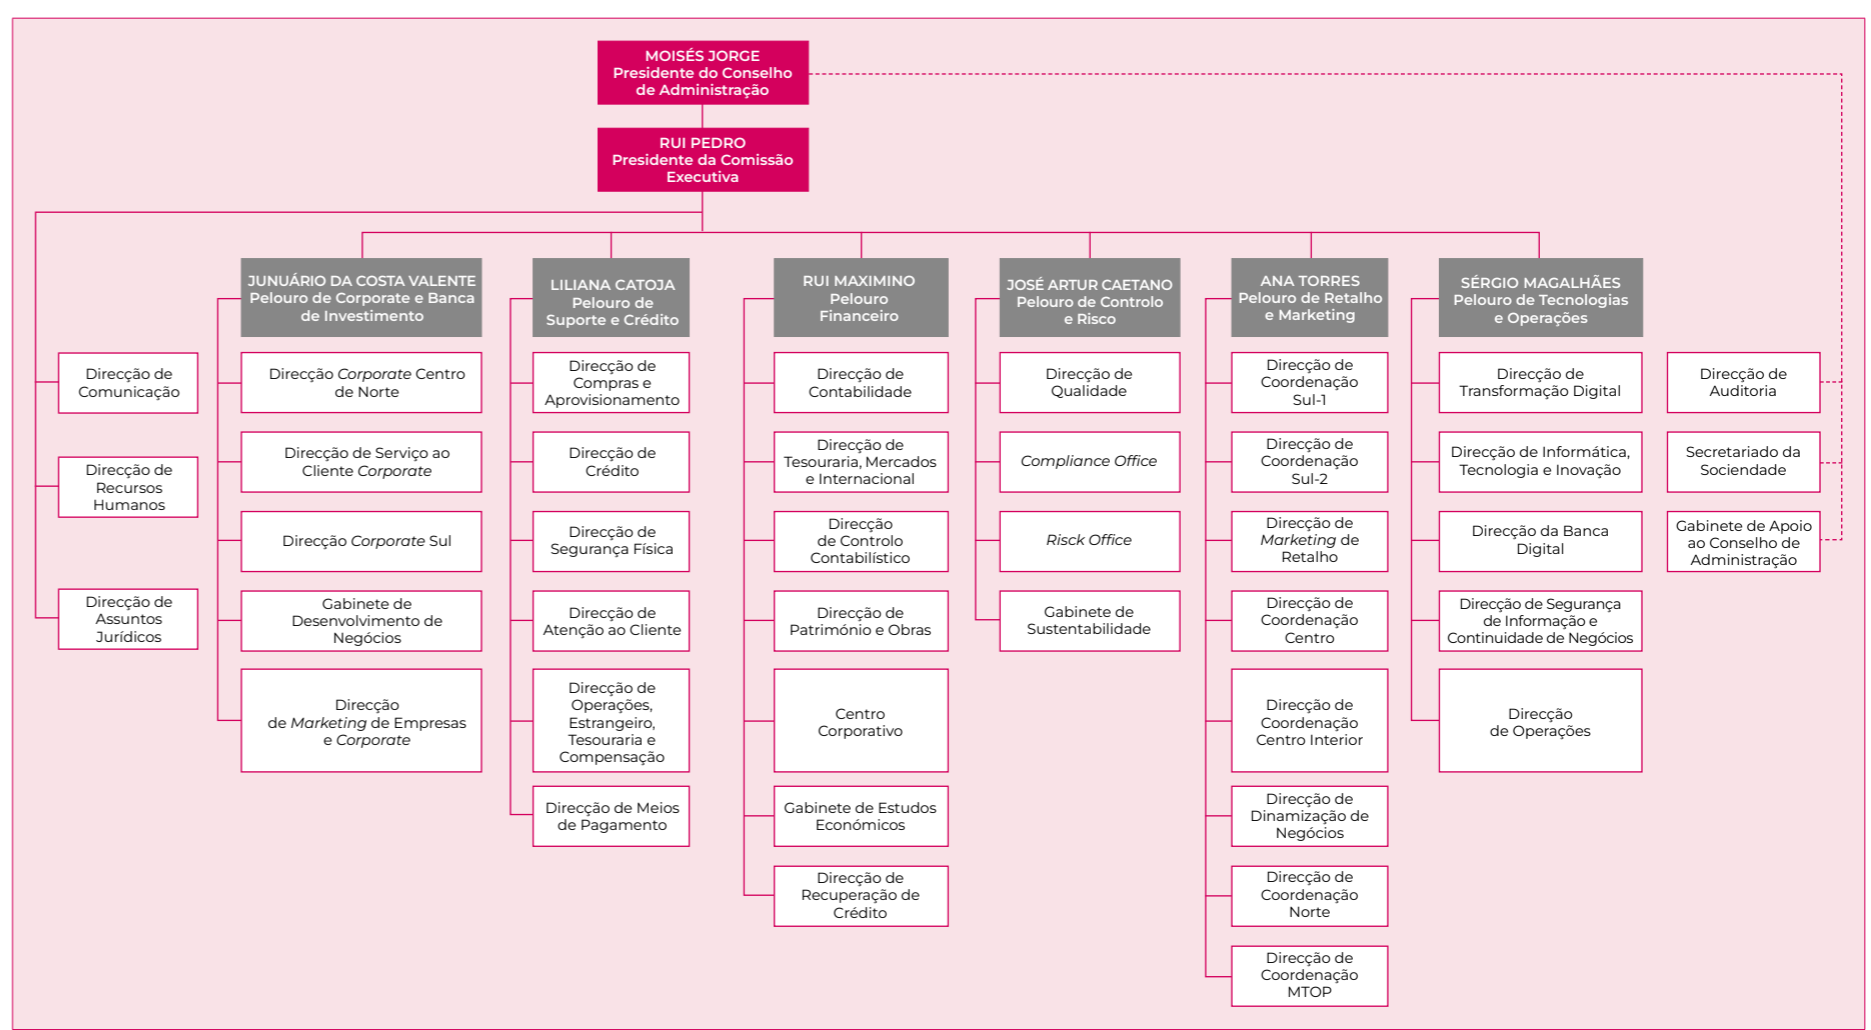 MOISÉS JORGE
Presidente do Conselho
de Administração
RUI PEDRO
Presidente da Comissão
Executiva
Direcção de
Comunicação
Direcção de
Recursos
Humanos
Direcção de
Assuntos
Jurídicos
JUNUÁRIO DA COSTA VALENTE
Pelouro de Corporate e Banca
de Investimento
Direcção Corporate Centro
de Norte
Direcção de Serviço ao
Cliente Corporate
Direcção Corporate Sul
Gabinete de
Desenvolvimento de
Negócios
Direcção
de Marketing de Empresas
e Corporate
LILIANA CATOJA
Pelouro de
Suporte e Crédito
Direcção de
Compras e
Aprovisionamento
Direcção de
Crédito
Direcção de
Segurança Física
Direcção de
Atenção ao Cliente
Direcção de
Operações,
Estrangeiro,
Tesouraria e
Compensação
Direcção de Meios
de Pagamento
RUI MAXIMINO
Pelouro
Financeiro
Direcção de
Contabilidade
Direcção de
Tesouraria, Mercados
e Internacional
Direcção
de Controlo
Contabilístico
Direcção de
Património e Obras
Centro
Corporativo
Gabinete de Estudos
Económicos
Direcção de
Recuperação de
Crédito
JOSÉ ARTUR CAETANO
Pelouro de Controlo
e Risco
Direcção de
Qualidade
Compliance Office
Risck Office
Gabinete de
Sustentabilidade
ANA TORRES
Pelouro de Retalho
e Marketing
Direcção de
Coordenação
Sul-1
Direcção de
Coordenação
Sul-2
Direcção de
Marketing de
Retalho
Direcção de
Coordenação
Centro
Direcção de
Coordenação
Centro Interior
Direcção de
Dinamização de
Negócios
Direcção de
Coordenação
Norte
Direcção de
Coordenação
MTOP
SÉRGIO MAGALHÃES
Pelouro de Tecnologias
e Operações
Direcção de
Transformação Digital
Direcção de Informática,
Tecnologia e Inovação
Direcção da Banca
Digital
Direcção de Segurança
de Informação e
Continuidade de Negócios
Direcção
de Operações
Direcção de
Auditoria
Secretariado da
Sociendade
Gabinete de Apoio
ao Conselho de
Administração